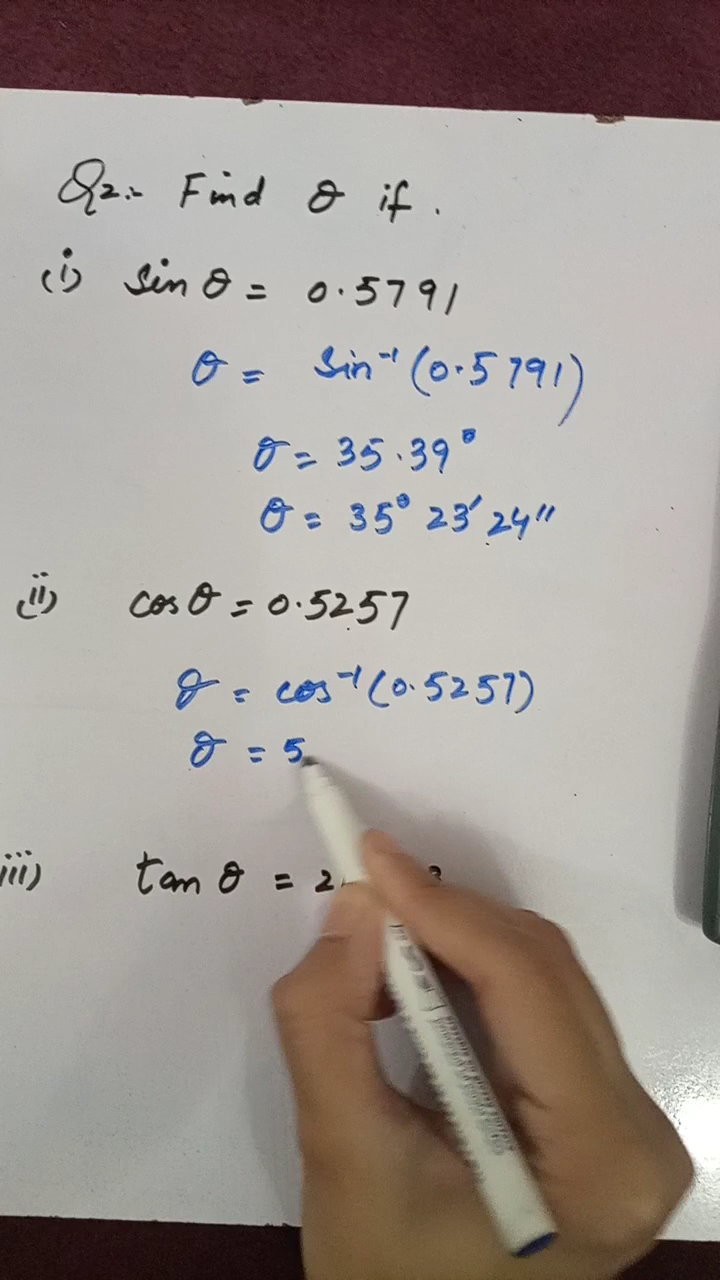 Q2:- Find θ if.
(i) sin θ = 0.5791
θ = sin⁻¹ (0.5791)
θ = 35.39°
θ = 35° 23′ 24″
(ii) cos θ = 0.5257
θ = cos⁻¹ (0.5257)
θ = 5
iii) tan θ = 2